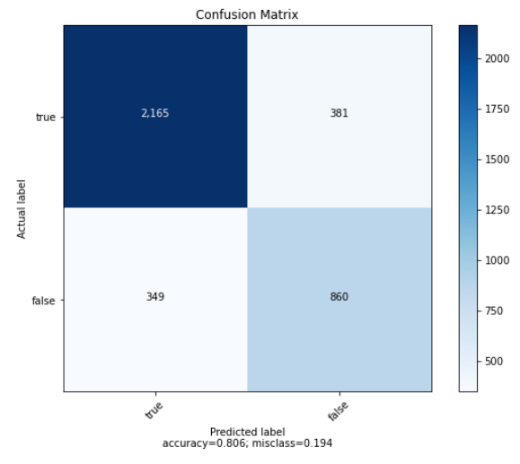 Confusion Matrix
true
2,165
381
false
349
860
Actual label
true
false
Predicted label
accuracy=0.806; misclass=0.194
2000
1750
1500
1250
1000
750
500